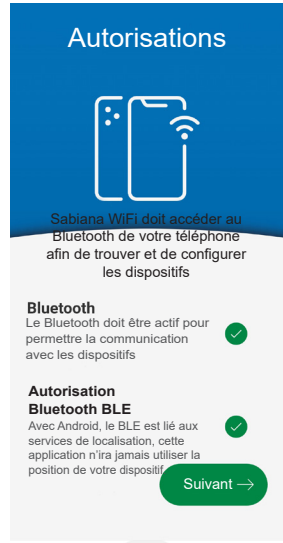 Autorisations
Sabiana WiFi doit accéder au
Bluetooth de votre téléphone
afin de trouver et de configurer
les dispositifs
Bluetooth
Le Bluetooth doit être actif pour
permettre la communication
avec les dispositifs
Autorisation
Bluetooth BLE
Avec Android, le BLE est lié aux
services de localisation, cette
application n'ira jamais utiliser la
position de votre dispositif
Suivant →